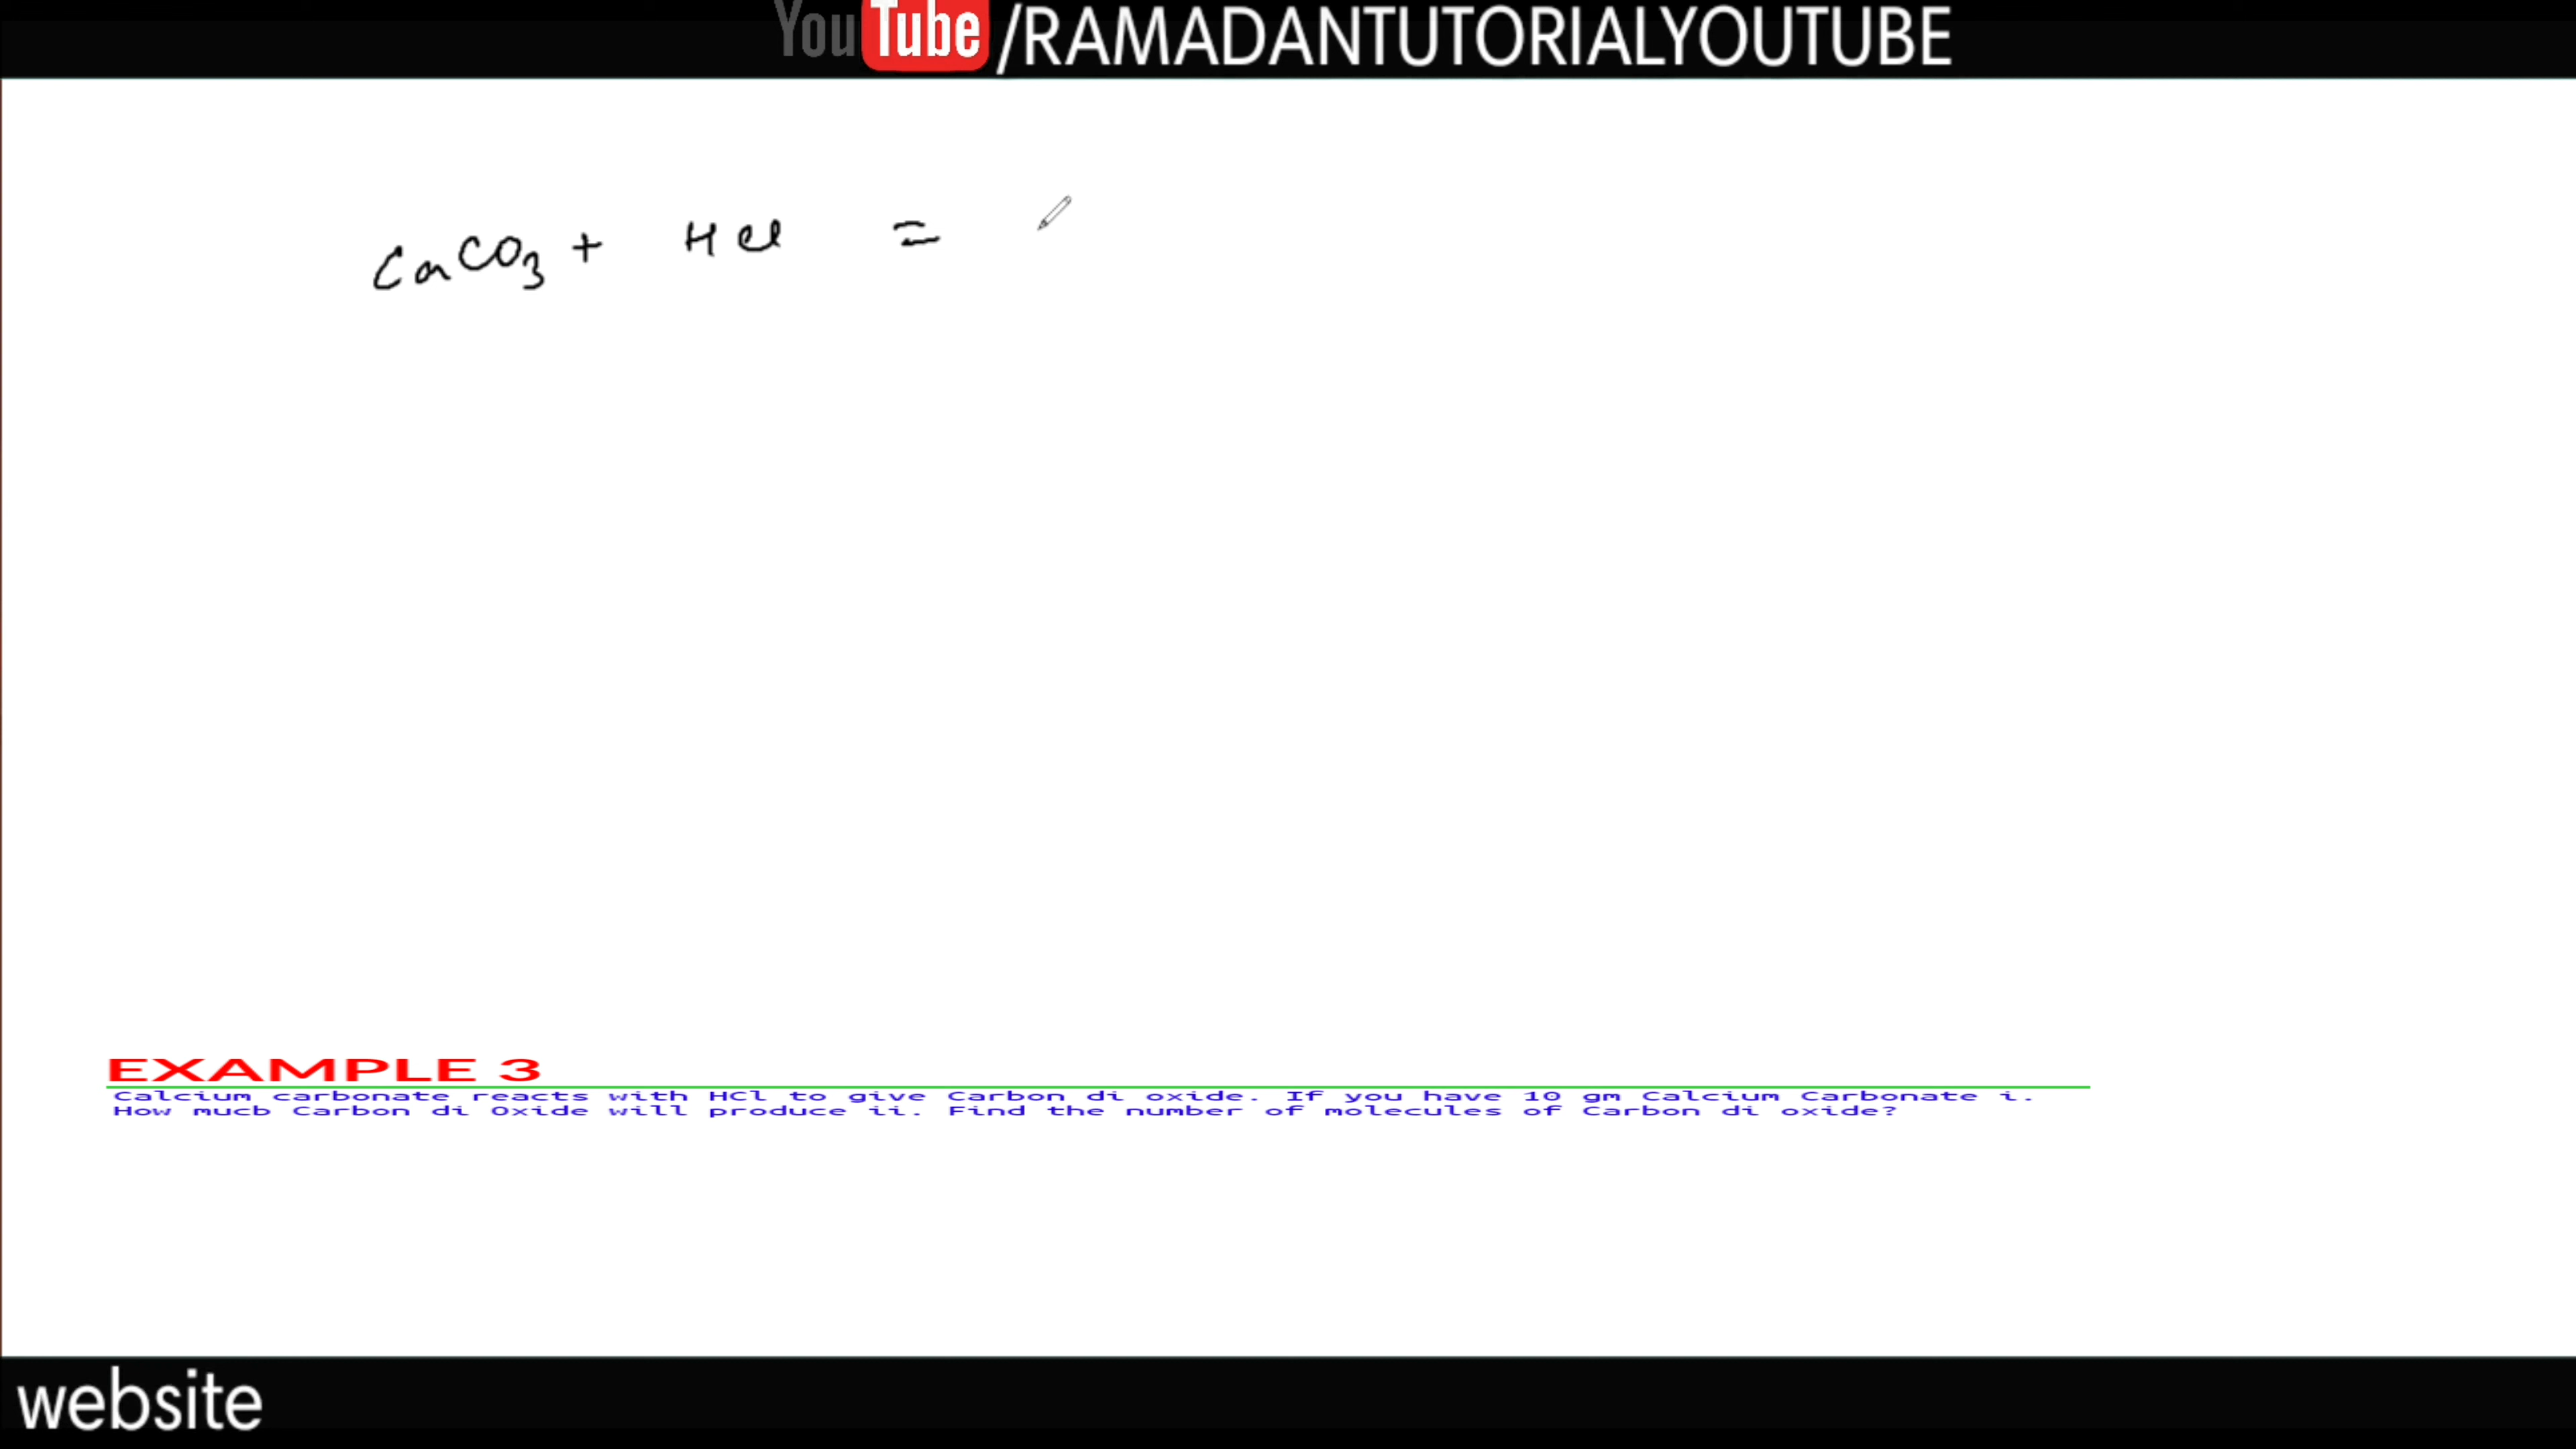 YouTube/RAMADANTUTORIALYOUTUBE
CaCO₃ + HCl =
EXAMPLE 3
Calcium carbonate reacts with HCl to give Carbon di oxide. If you have 10 gm Calcium Carbonate i.
How mucb Carbon di Oxide will produce ii. Find the number of molecules of Carbon di oxide?
website